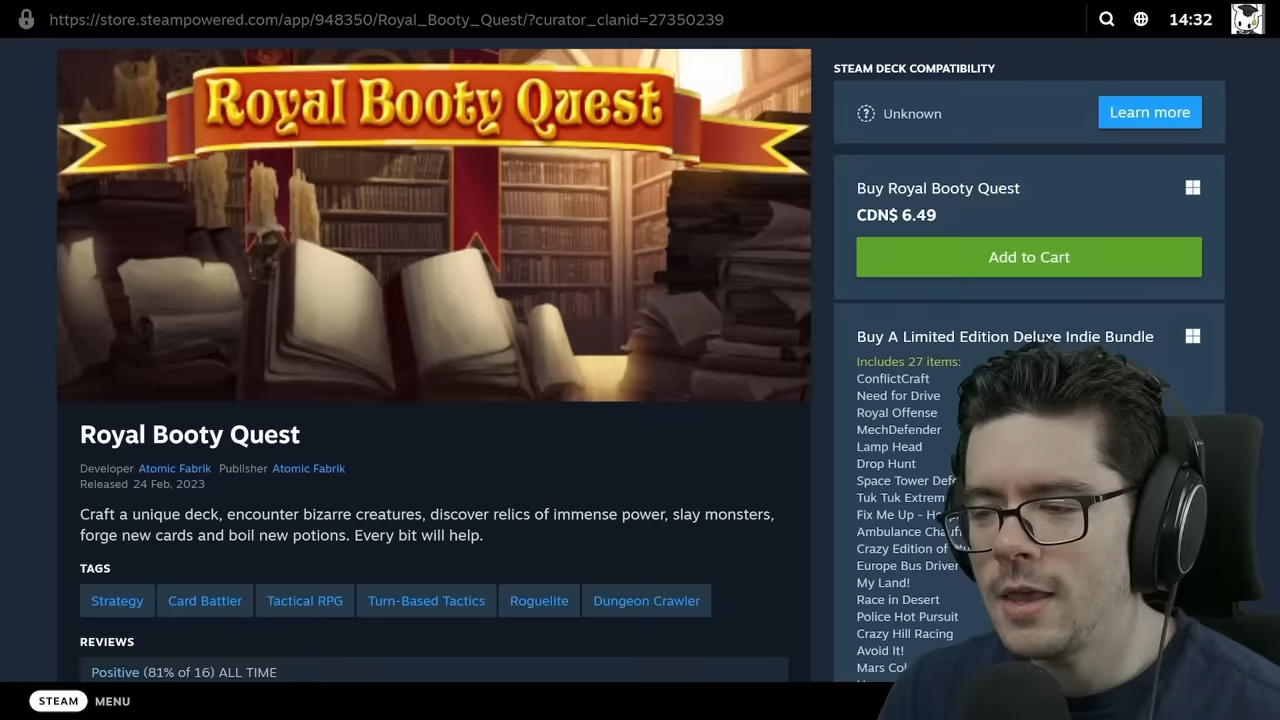 https://store.steampowered.com/app/948350/Royal_Booty_Quest/?curator_clanid=27350239
14:32
Royal Booty Quest
STEAM DECK COMPATIBILITY
Unknown
Learn more
Buy Royal Booty Quest
CDN$ 6.49
Add to Cart
Buy A Limited Edition Deluxe Indie Bundle
Includes 27 items:
ConflictCraft
Need for Drive
Royal Offense
MechDefender
Lamp Head
Drop Hunt
Space Tower
Tuk Tuk
Fix Me Up -
Ambulance
Crazy Edition of
Europe Bus Driver
My Land!
Race in Desert
Police Hot Pursuit
Crazy Hill Racing
Avoid It!
Mars
Royal Booty Quest
Developer Atomic Fabrik Publisher Atomic Fabrik
Released 24 Feb, 2023
Craft a unique deck, encounter bizarre creatures, discover relics of immense power, slay monsters,
forge new cards and boil new potions. Every bit will help.
TAGS
Strategy Card Battler Tactical RPG Turn-Based Tactics Roguelite Dungeon Crawler
REVIEWS
Positive (81% of 16) ALL TIME
STEAM MENU